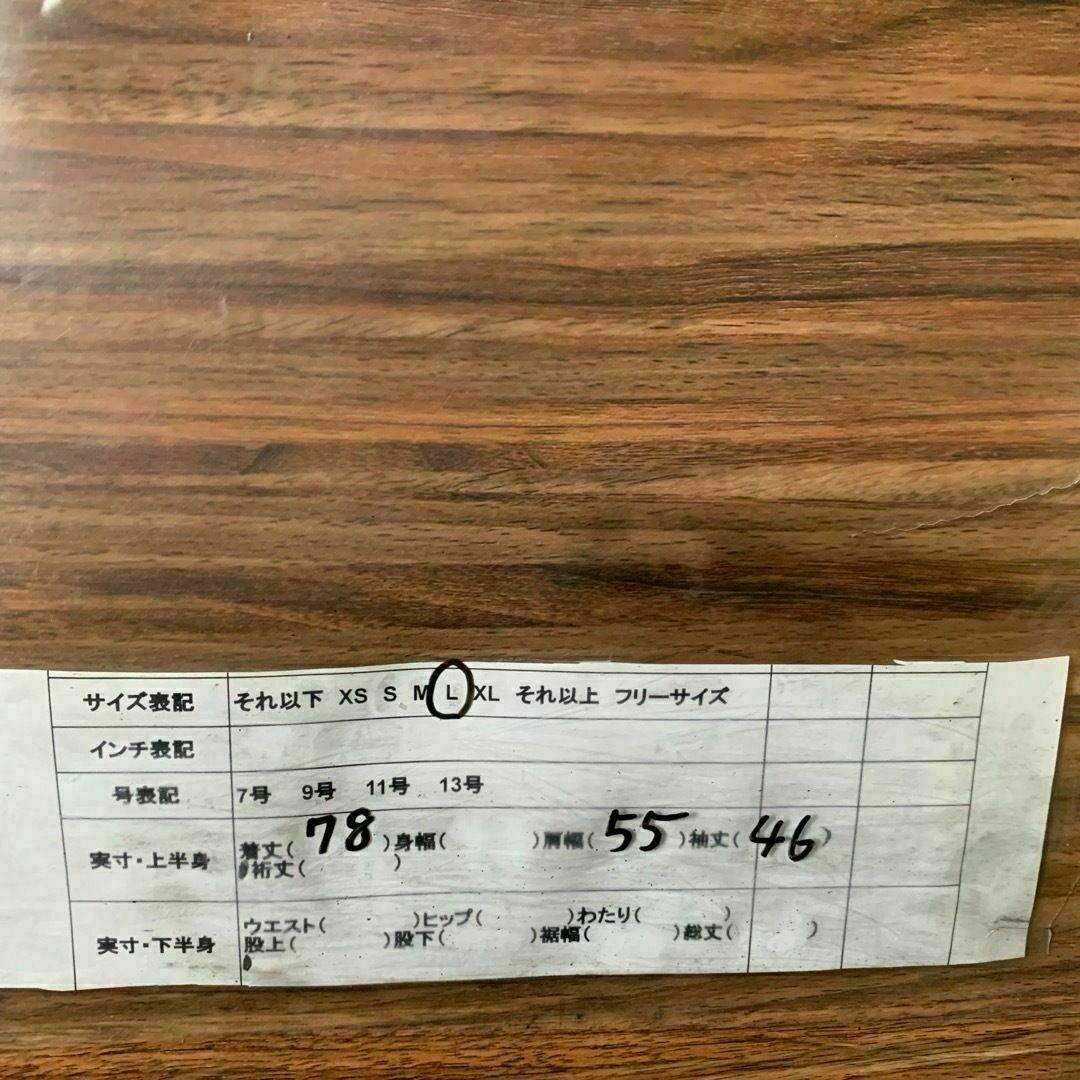 サイズ表記 それ以下 XS S M L XL それ以上 フリーサイズ
インチ表記
号表記 7号 9号 11号 13号
実寸・上半身 着丈( 78 )身幅( )肩幅( 55 )袖丈( 46 )
裄丈( )
実寸・下半身 ウエスト( )ヒップ( )わたり( )
股上( )股下( )裾幅( )総丈( )